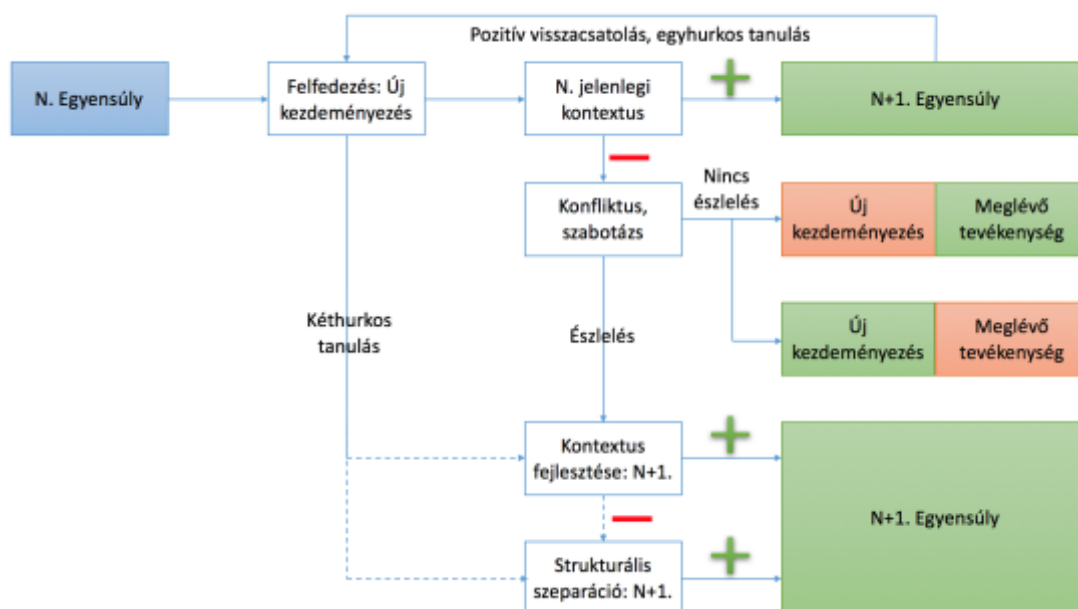 Pozitív visszacsatolás, egyhurkos tanulás
N. Egyensúly
Felfedezés: Új
kezdeményezés
N. jelenlegi
kontextus
N+1. Egyensúly
Konfliktus,
szabotázs
Nincs
észlelés
Új
kezdeményezés
Meglévő
tevékenység
Kéthurkos
tanulás
Észlelés
Új
kezdeményezés
Meglévő
tevékenység
Kontextus
fejlesztése: N+1.
N+1. Egyensúly
Strukturális
szeparáció: N+1.